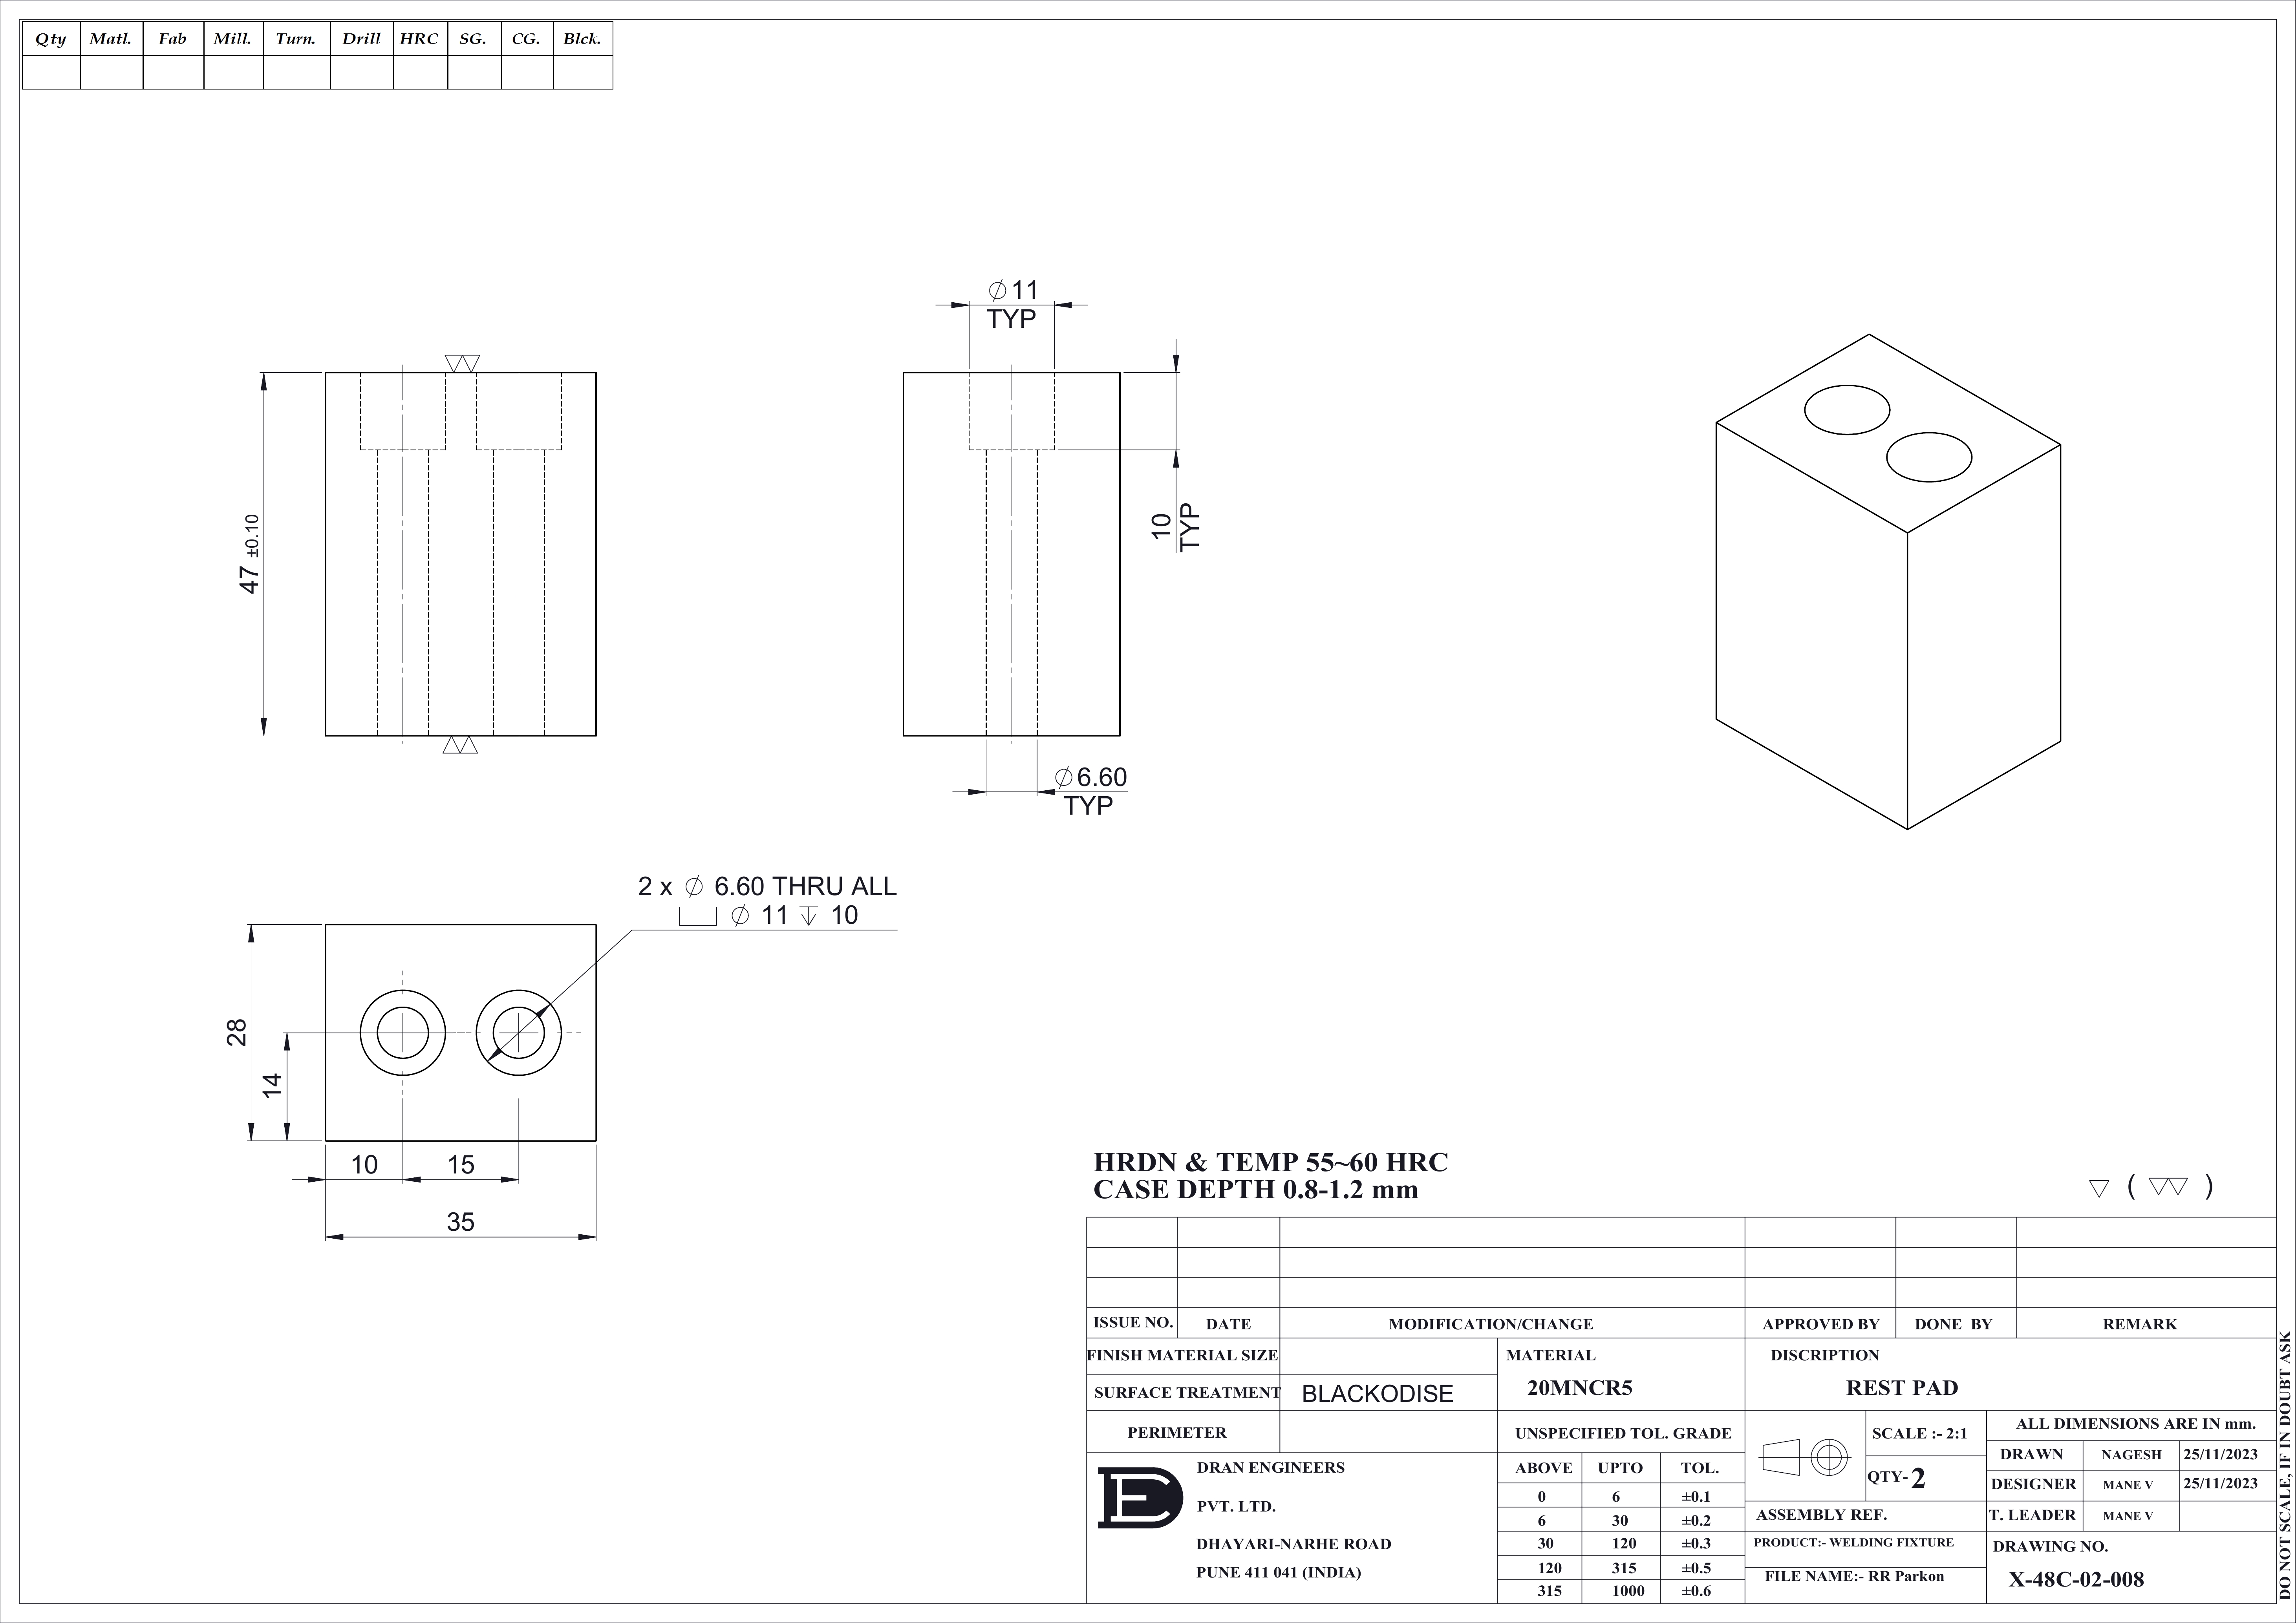 Qty Matl. Fab Mill. Turn. Drill HRC SG. CG. Blck.
⌀11
TYP
47 ±0.10
10
TYP
⌀6.60
TYP
2 x ⌀ 6.60 THRU ALL
⌴ ⌀ 11 ↧ 10
28
14
10 15
35
HRDN & TEMP 55~60 HRC
CASE DEPTH 0.8-1.2 mm
▽ ( ▽▽ )
ISSUE NO. DATE MODIFICATION/CHANGE APPROVED BY DONE BY REMARK
FINISH MATERIAL SIZE
SURFACE TREATMENT BLACKODISE
PERIMETER
MATERIAL
20MNCR5
DISCRIPTION
REST PAD
UNSPECIFIED TOL. GRADE
ABOVE UPTO TOL.
0 6 ±0.1
6 30 ±0.2
30 120 ±0.3
120 315 ±0.5
315 1000 ±0.6
DRAN ENGINEERS
PVT. LTD.
DHAYARI-NARHE ROAD
PUNE 411 041 (INDIA)
SCALE :- 2:1
QTY- 2
ALL DIMENSIONS ARE IN mm.
DRAWN NAGESH 25/11/2023
DESIGNER MANE V 25/11/2023
T. LEADER MANE V
ASSEMBLY REF.
PRODUCT:- WELDING FIXTURE
FILE NAME:- RR Parkon
DRAWING NO.
X-48C-02-008
DO NOT SCALE, IF IN DOUBT ASK